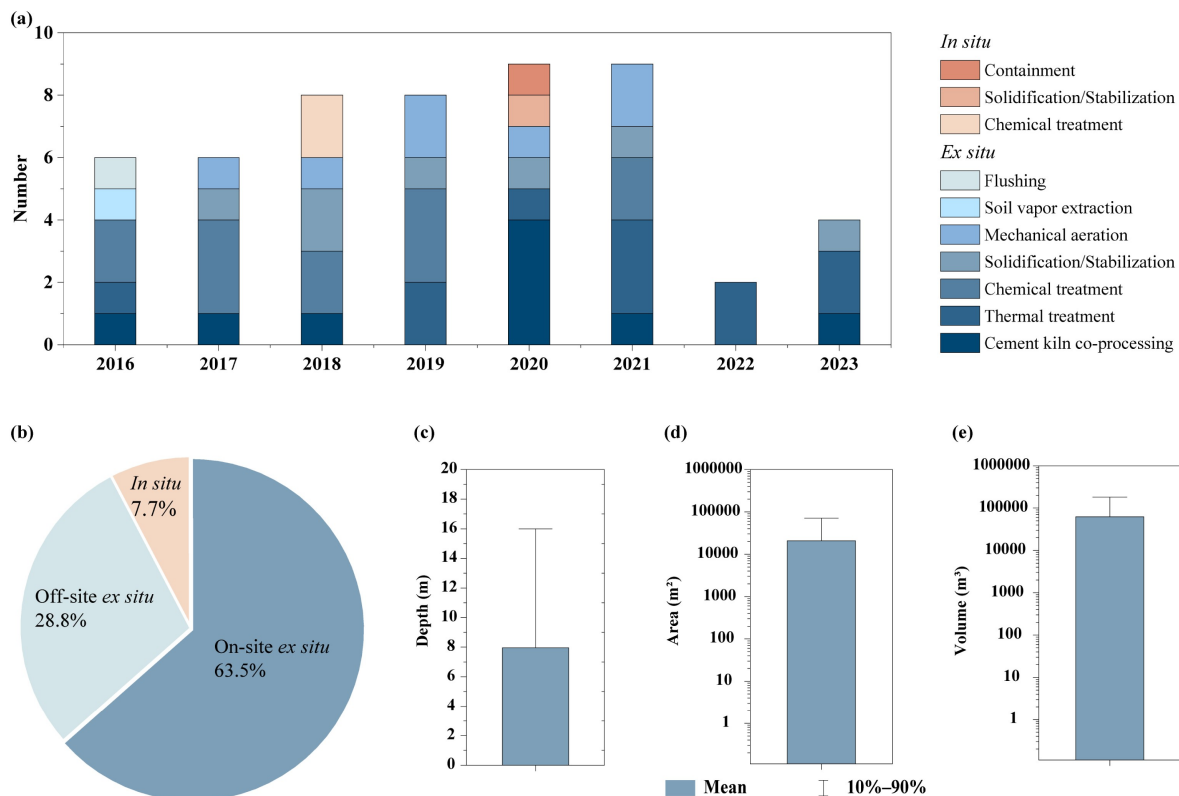 (a)
Number
10
8
6
4
2
0
2016 2017 2018 2019 2020 2021 2022 2023
In situ
Containment
Solidification/Stabilization
Chemical treatment
Ex situ
Flushing
Soil vapor extraction
Mechanical aeration
Solidification/Stabilization
Chemical treatment
Thermal treatment
Cement kiln co-processing
(b)
In situ
7.7%
Off-site ex situ
28.8%
On-site ex situ
63.5%
(c)
Depth (m)
20
18
16
14
12
10
8
6
4
2
0
(d)
Area (m²)
1000000
100000
10000
1000
100
10
1
(e)
Volume (m³)
1000000
100000
10000
1000
100
10
1
Mean 10%–90%